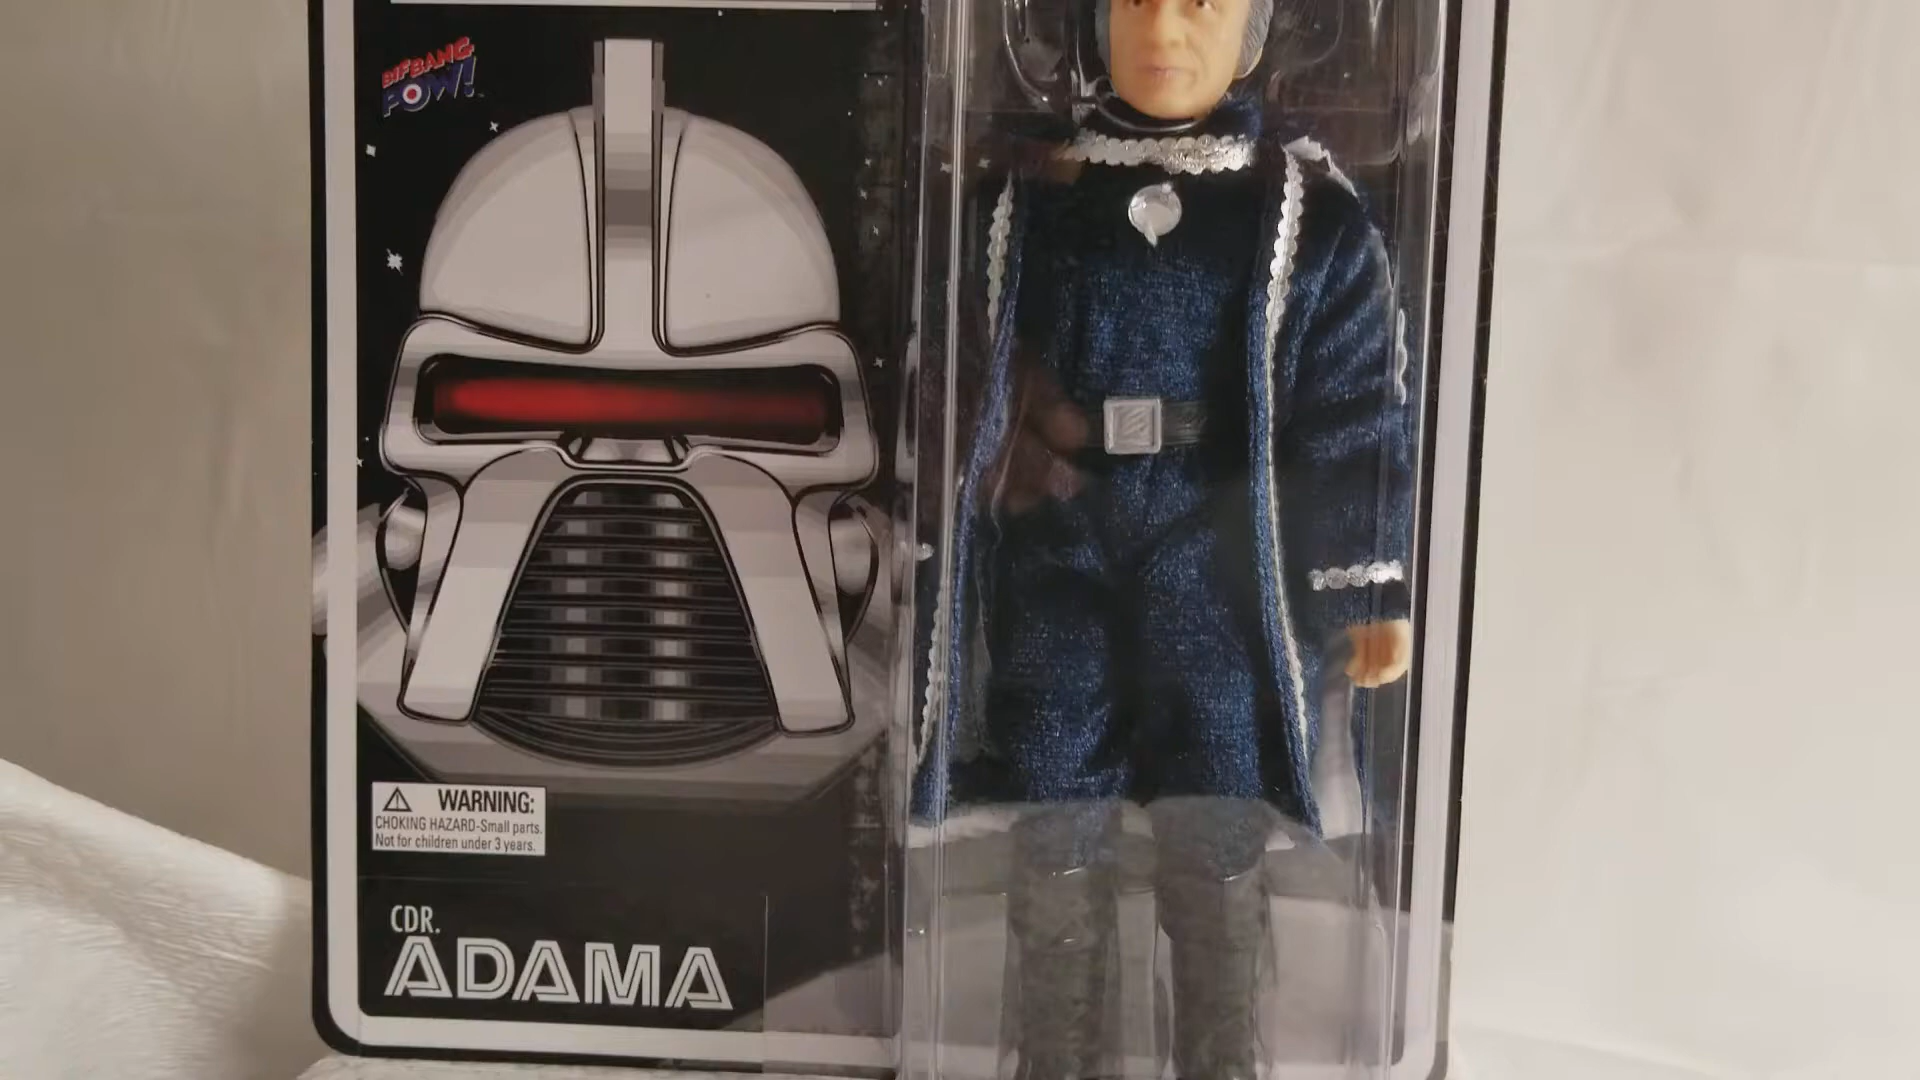 BIFBANG
POW!
WARNING:
CHOKING HAZARD-Small parts.
Not for children under 3 years.
CDR.
ADAMA